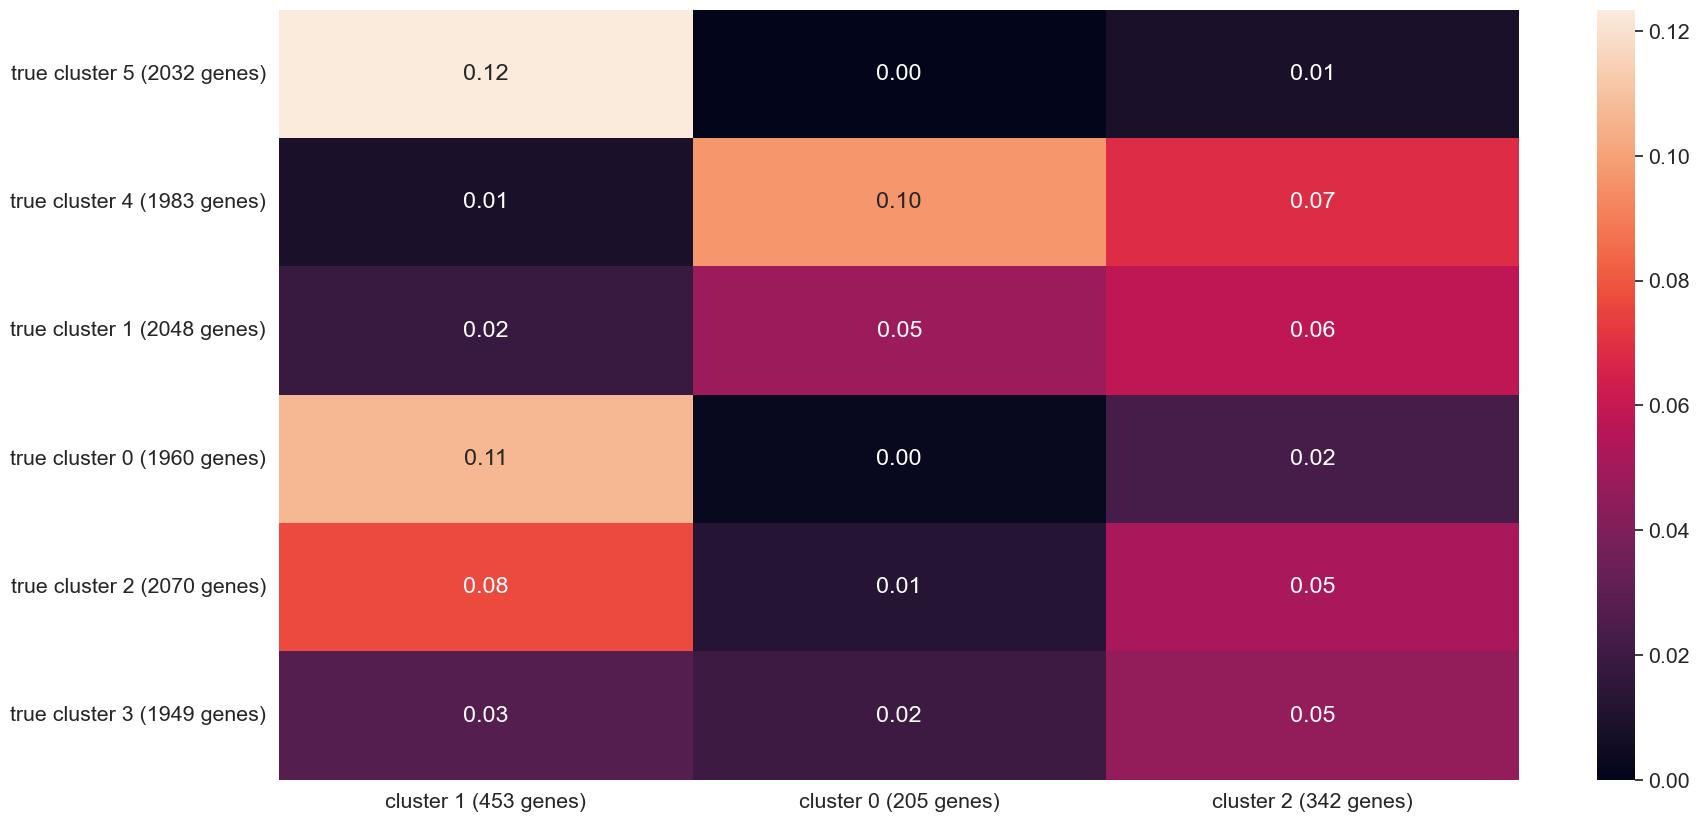 true cluster 5 (2032 genes) 0.12 0.00 0.01
true cluster 4 (1983 genes) 0.01 0.10 0.07
true cluster 1 (2048 genes) 0.02 0.05 0.06
true cluster 0 (1960 genes) 0.11 0.00 0.02
true cluster 2 (2070 genes) 0.08 0.01 0.05
true cluster 3 (1949 genes) 0.03 0.02 0.05
cluster 1 (453 genes) cluster 0 (205 genes) cluster 2 (342 genes)
0.12
0.10
0.08
0.06
0.04
0.02
0.00